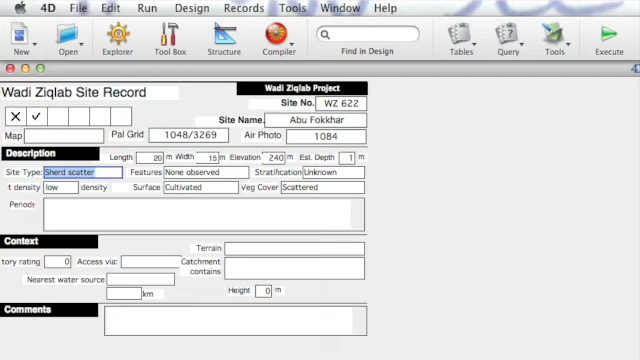 4D File Edit Run Design Records Tools Window Help
New Open Explorer Tool Box Structure Compiler Find in Design Tables Query Tools Execute
4D
Wadi Ziqlab Site Record
Wadi Ziqlab Project
Site No: WZ 622
Site Name: Abu Fokkhar
Map Pal Grid 1048/3269 Air Photo 1084
Description Length 20 m Width 15 m Elevation 240 m Est. Depth 1 m
Site Type: Sherd scatter Features None observed Stratification Unknown
t density low density Surface Cultivated Veg Cover Scattered
Periods
Context
Terrain
tory rating 0 Access via: Catchment contains
Nearest water source
km Height 0 m
Comments